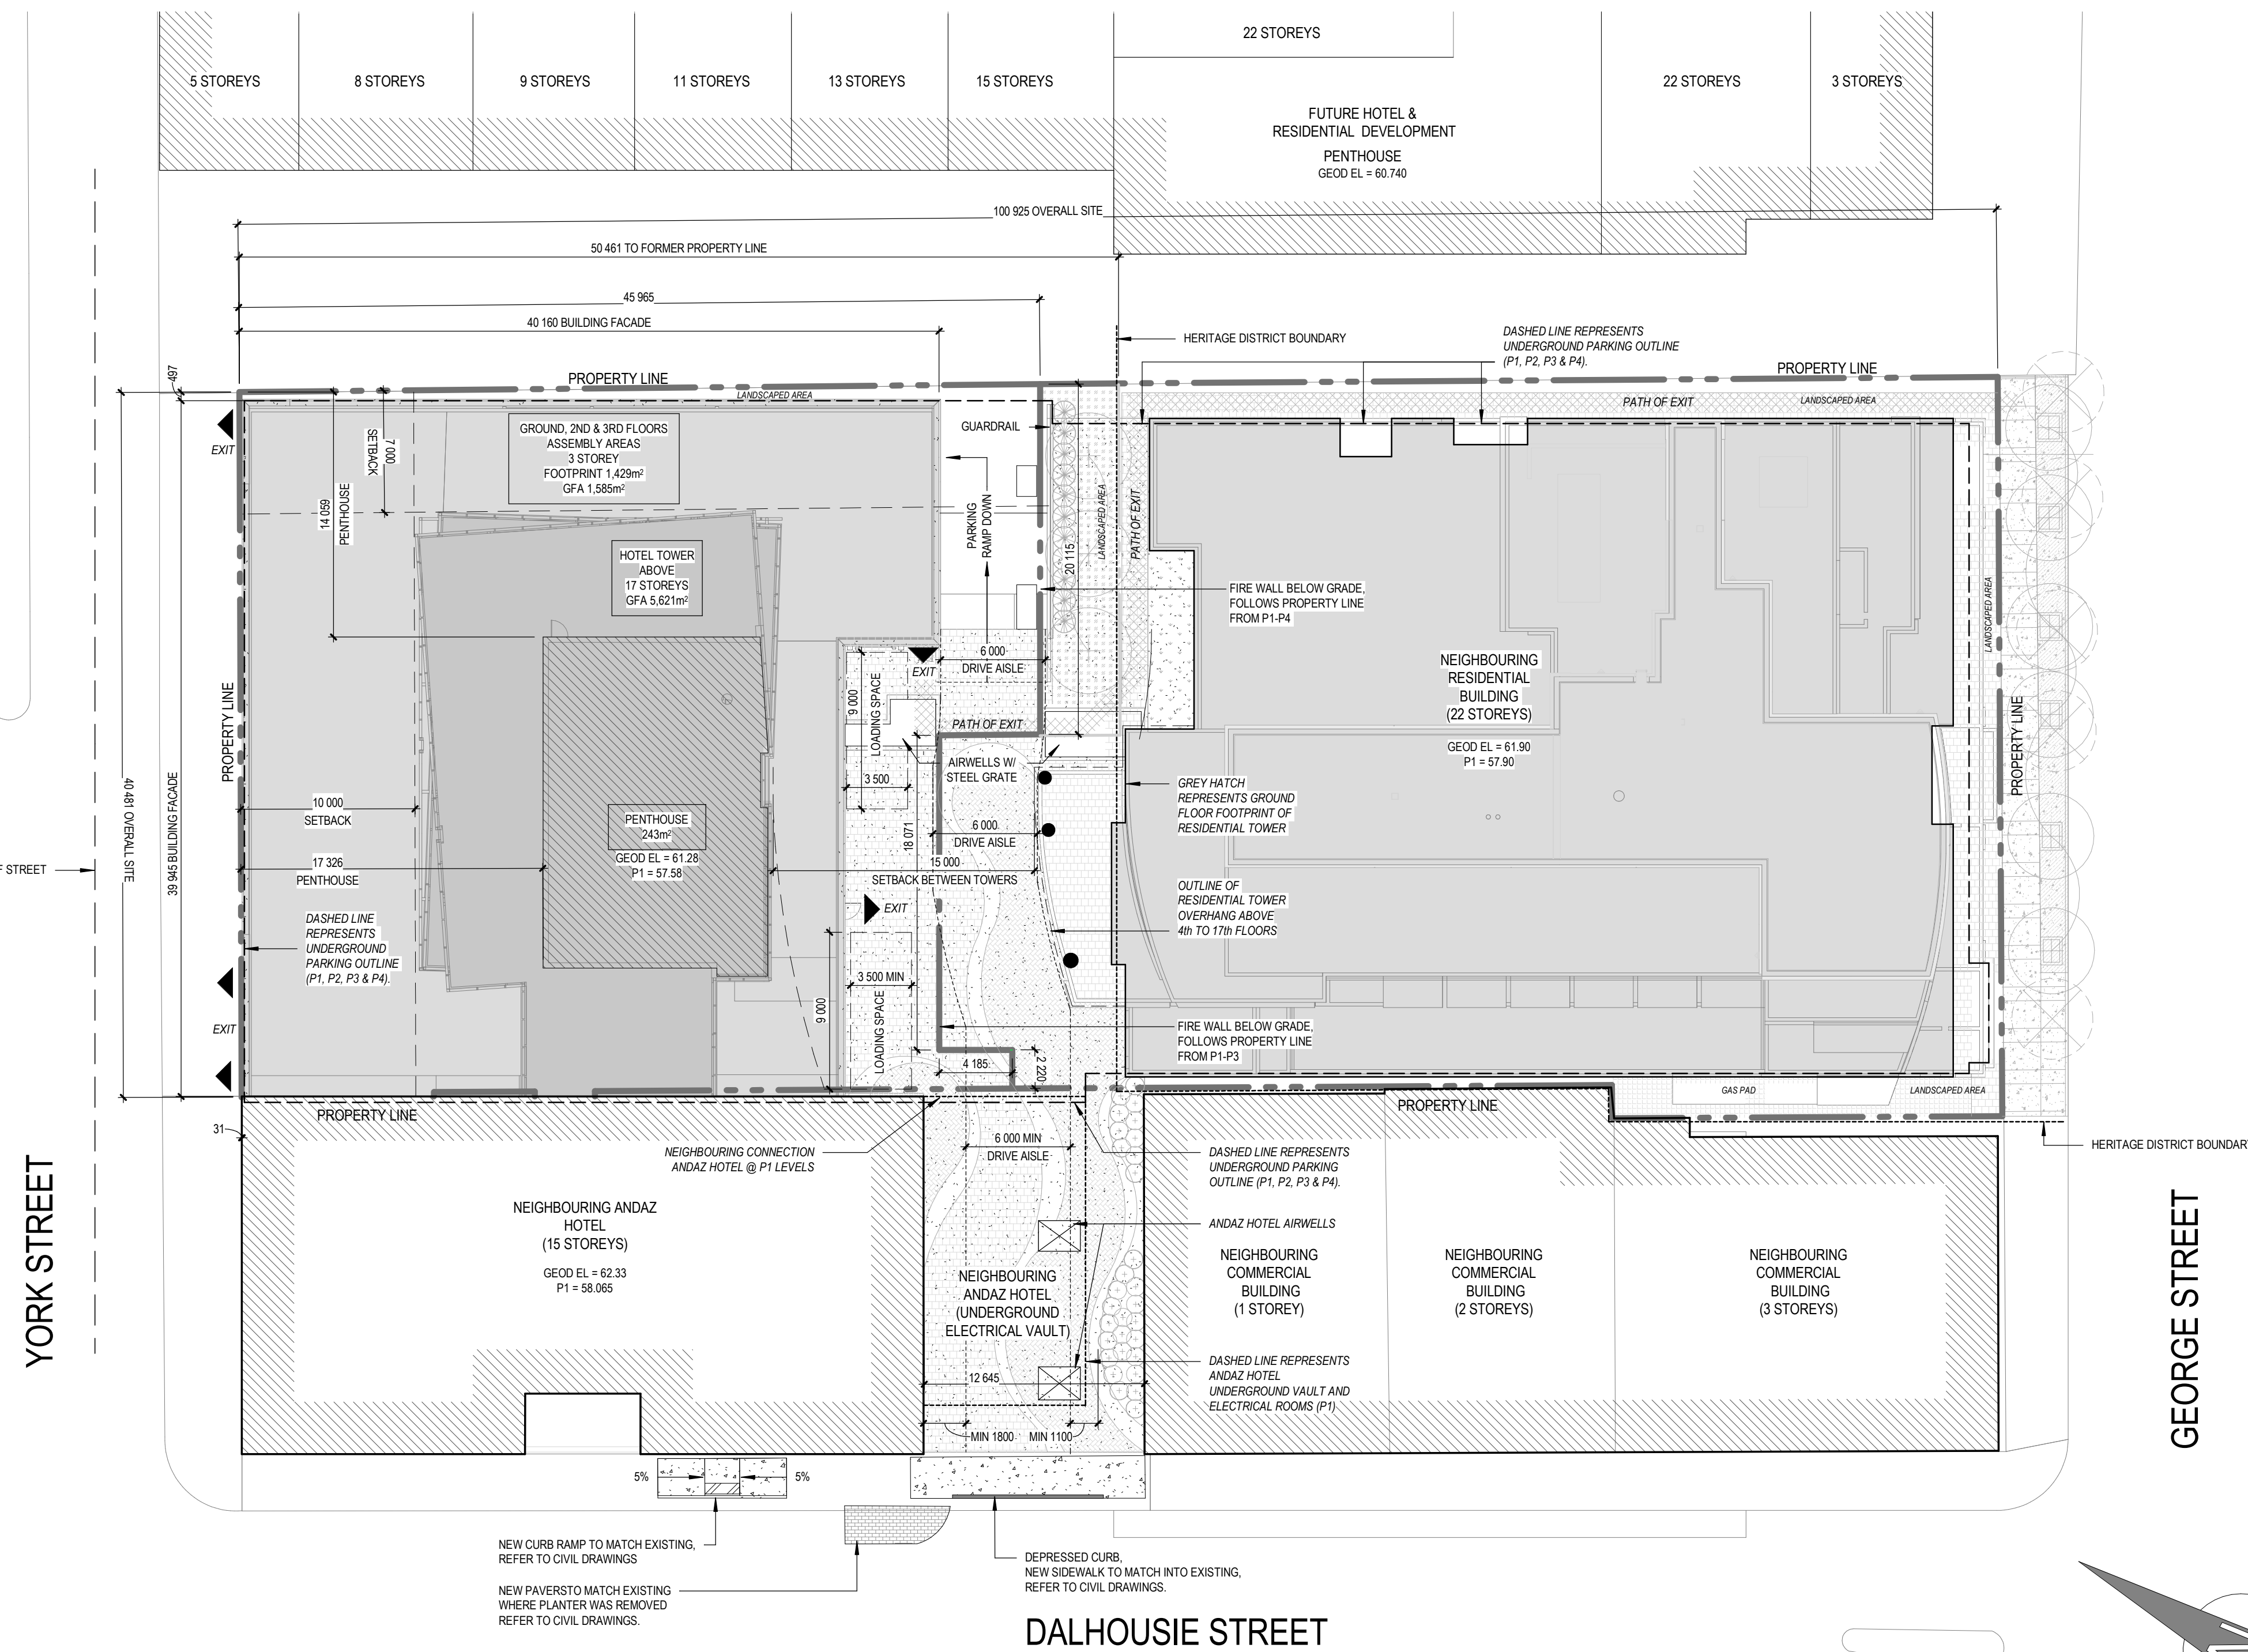 22 STOREYS
5 STOREYS
8 STOREYS
9 STOREYS
11 STOREYS
13 STOREYS
15 STOREYS
22 STOREYS
3 STOREYS
FUTURE HOTEL &
RESIDENTIAL DEVELOPMENT
PENTHOUSE
GEOD EL = 60.740
100 925 OVERALL SITE
50 461 TO FORMER PROPERTY LINE
45 965
40 160 BUILDING FACADE
HERITAGE DISTRICT BOUNDARY
DASHED LINE REPRESENTS
UNDERGROUND PARKING OUTLINE
(P1, P2, P3 & P4).
497
PROPERTY LINE
PROPERTY LINE
LANDSCAPED AREA
PATH OF EXIT
LANDSCAPED AREA
EXIT
7 000
SETBACK
GROUND, 2ND & 3RD FLOORS
ASSEMBLY AREAS
3 STOREY
FOOTPRINT 1,429m²
GFA 1,585m²
GUARDRAIL
14 059
PENTHOUSE
PARKING
RAMP DOWN
LANDSCAPED AREA
PATH OF EXIT
20 115
HOTEL TOWER
ABOVE
17 STOREYS
GFA 5,621m²
FIRE WALL BELOW GRADE,
FOLLOWS PROPERTY LINE
FROM P1-P4
LANDSCAPED AREA
6 000
DRIVE AISLE
EXIT
9 000
LOADING SPACE
NEIGHBOURING
RESIDENTIAL
BUILDING
(22 STOREYS)
GEOD EL = 61.90
P1 = 57.90
PROPERTY LINE
PROPERTY LINE
PATH OF EXIT
AIRWELLS W/
STEEL GRATE
3 500
GREY HATCH
REPRESENTS GROUND
FLOOR FOOTPRINT OF
RESIDENTIAL TOWER
40 481 OVERALL SITE
39 945 BUILDING FACADE
10 000
SETBACK
PENTHOUSE
243m²
GEOD EL = 61.28
P1 = 57.58
18 071
6 000
DRIVE AISLE
15 000
SETBACK BETWEEN TOWERS
F STREET
17 326
PENTHOUSE
OUTLINE OF
RESIDENTIAL TOWER
OVERHANG ABOVE
4th TO 17th FLOORS
EXIT
DASHED LINE
REPRESENTS
UNDERGROUND
PARKING OUTLINE
(P1, P2, P3 & P4).
3 500 MIN
9 000
LOADING SPACE
EXIT
FIRE WALL BELOW GRADE,
FOLLOWS PROPERTY LINE
FROM P1-P3
4 185
2 220
GAS PAD
LANDSCAPED AREA
PROPERTY LINE
PROPERTY LINE
31
6 000 MIN
DRIVE AISLE
NEIGHBOURING CONNECTION
ANDAZ HOTEL @ P1 LEVELS
DASHED LINE REPRESENTS
UNDERGROUND PARKING
OUTLINE (P1, P2, P3 & P4).
HERITAGE DISTRICT BOUNDARY
NEIGHBOURING ANDAZ
HOTEL
(15 STOREYS)
GEOD EL = 62.33
P1 = 58.065
ANDAZ HOTEL AIRWELLS
NEIGHBOURING
COMMERCIAL
BUILDING
(1 STOREY)
NEIGHBOURING
COMMERCIAL
BUILDING
(2 STOREYS)
NEIGHBOURING
COMMERCIAL
BUILDING
(3 STOREYS)
NEIGHBOURING
ANDAZ HOTEL
(UNDERGROUND
ELECTRICAL VAULT)
YORK STREET
GEORGE STREET
12 645
DASHED LINE REPRESENTS
ANDAZ HOTEL
UNDERGROUND VAULT AND
ELECTRICAL ROOMS (P1)
MIN 1800
MIN 1100
5%
5%
NEW CURB RAMP TO MATCH EXISTING,
REFER TO CIVIL DRAWINGS
NEW PAVERSTO MATCH EXISTING
WHERE PLANTER WAS REMOVED
REFER TO CIVIL DRAWINGS.
DEPRESSED CURB,
NEW SIDEWALK TO MATCH INTO EXISTING,
REFER TO CIVIL DRAWINGS.
DALHOUSIE STREET